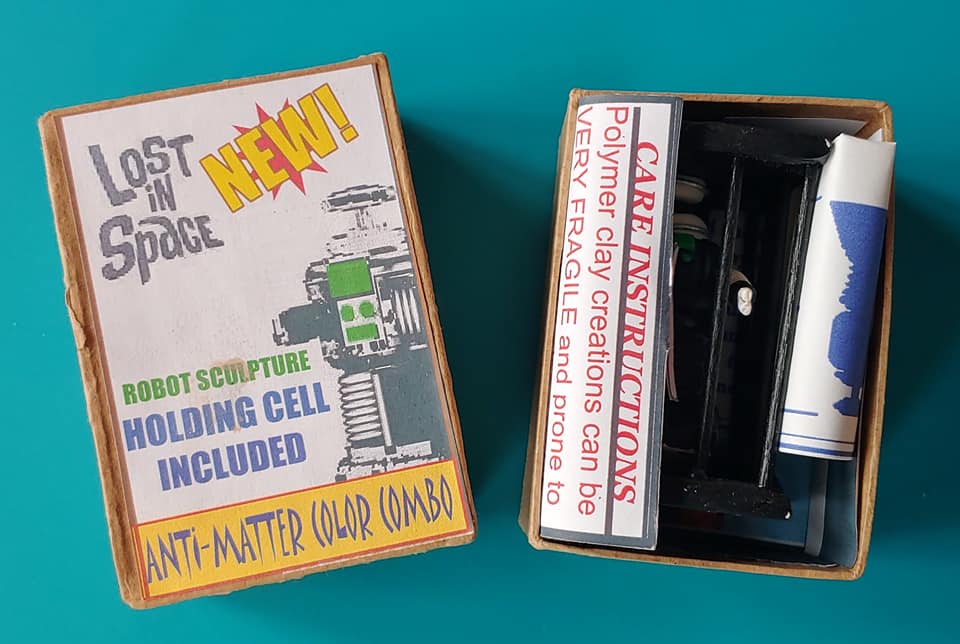 LOST
iN
SpacE
NEW!
ROBOT SCULPTURE
HOLDING CELL
INCLUDED
ANTi-MATTER COLOR COMBO
CARE INSTRUCTIONS
Polymer clay creations can be
VERY FRAGILE and prone to